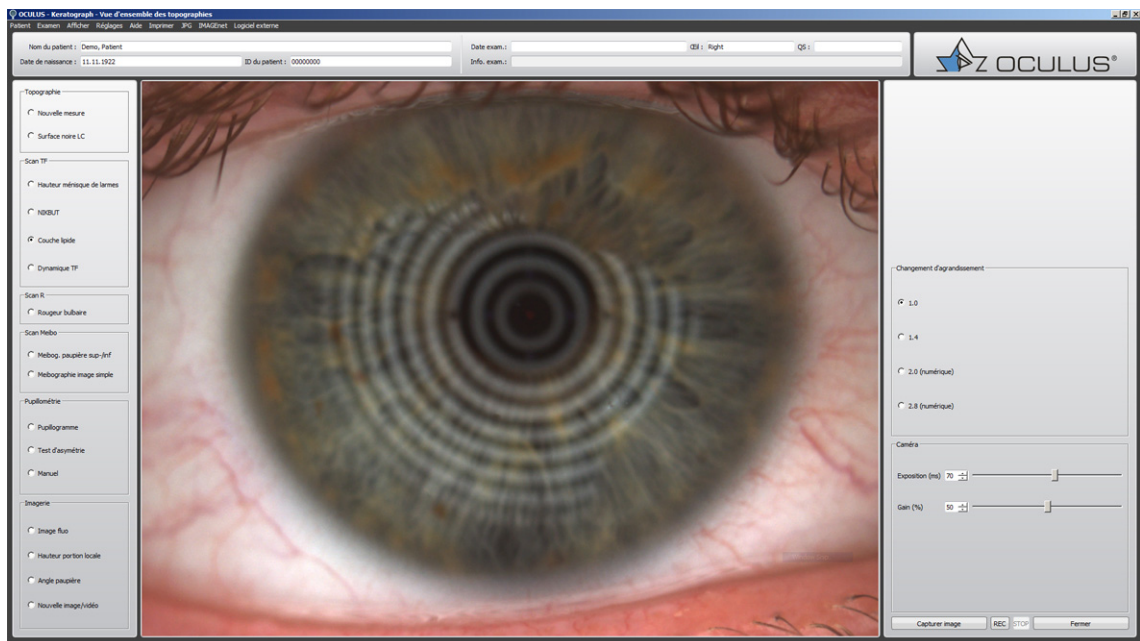 OCULUS - Keratograph - Vue d'ensemble des topographies
Patient Examen Afficher Réglages Aide Imprimer JPG IMAGEnet Logiciel externe
Nom du patient : Demo, Patient
Date exam.: Œil : Right QS :
Date de naissance : 11.11.1922 ID du patient : 00000000
Info. exam.:
OCULUS®
Topographie
Nouvelle mesure
Surface noire LC
Scan TF
Hauteur ménisque de larmes
NIKBUT
Couche lipide
Dynamique TF
Scan R
Rougeur bulbaire
Scan Meibo
Meibog. paupière sup-/inf
Meibographie image simple
Pupillométrie
Pupillogramme
Test d'asymétrie
Manuel
Imagerie
Image fluo
Hauteur portion locale
Angle paupière
Nouvelle image/vidéo
Changement d'agrandissement
1.0
1.4
2.0 (numérique)
2.8 (numérique)
Caméra
Exposition (ms) 70
Gain (%) 50
Capturer image REC STOP Fermer